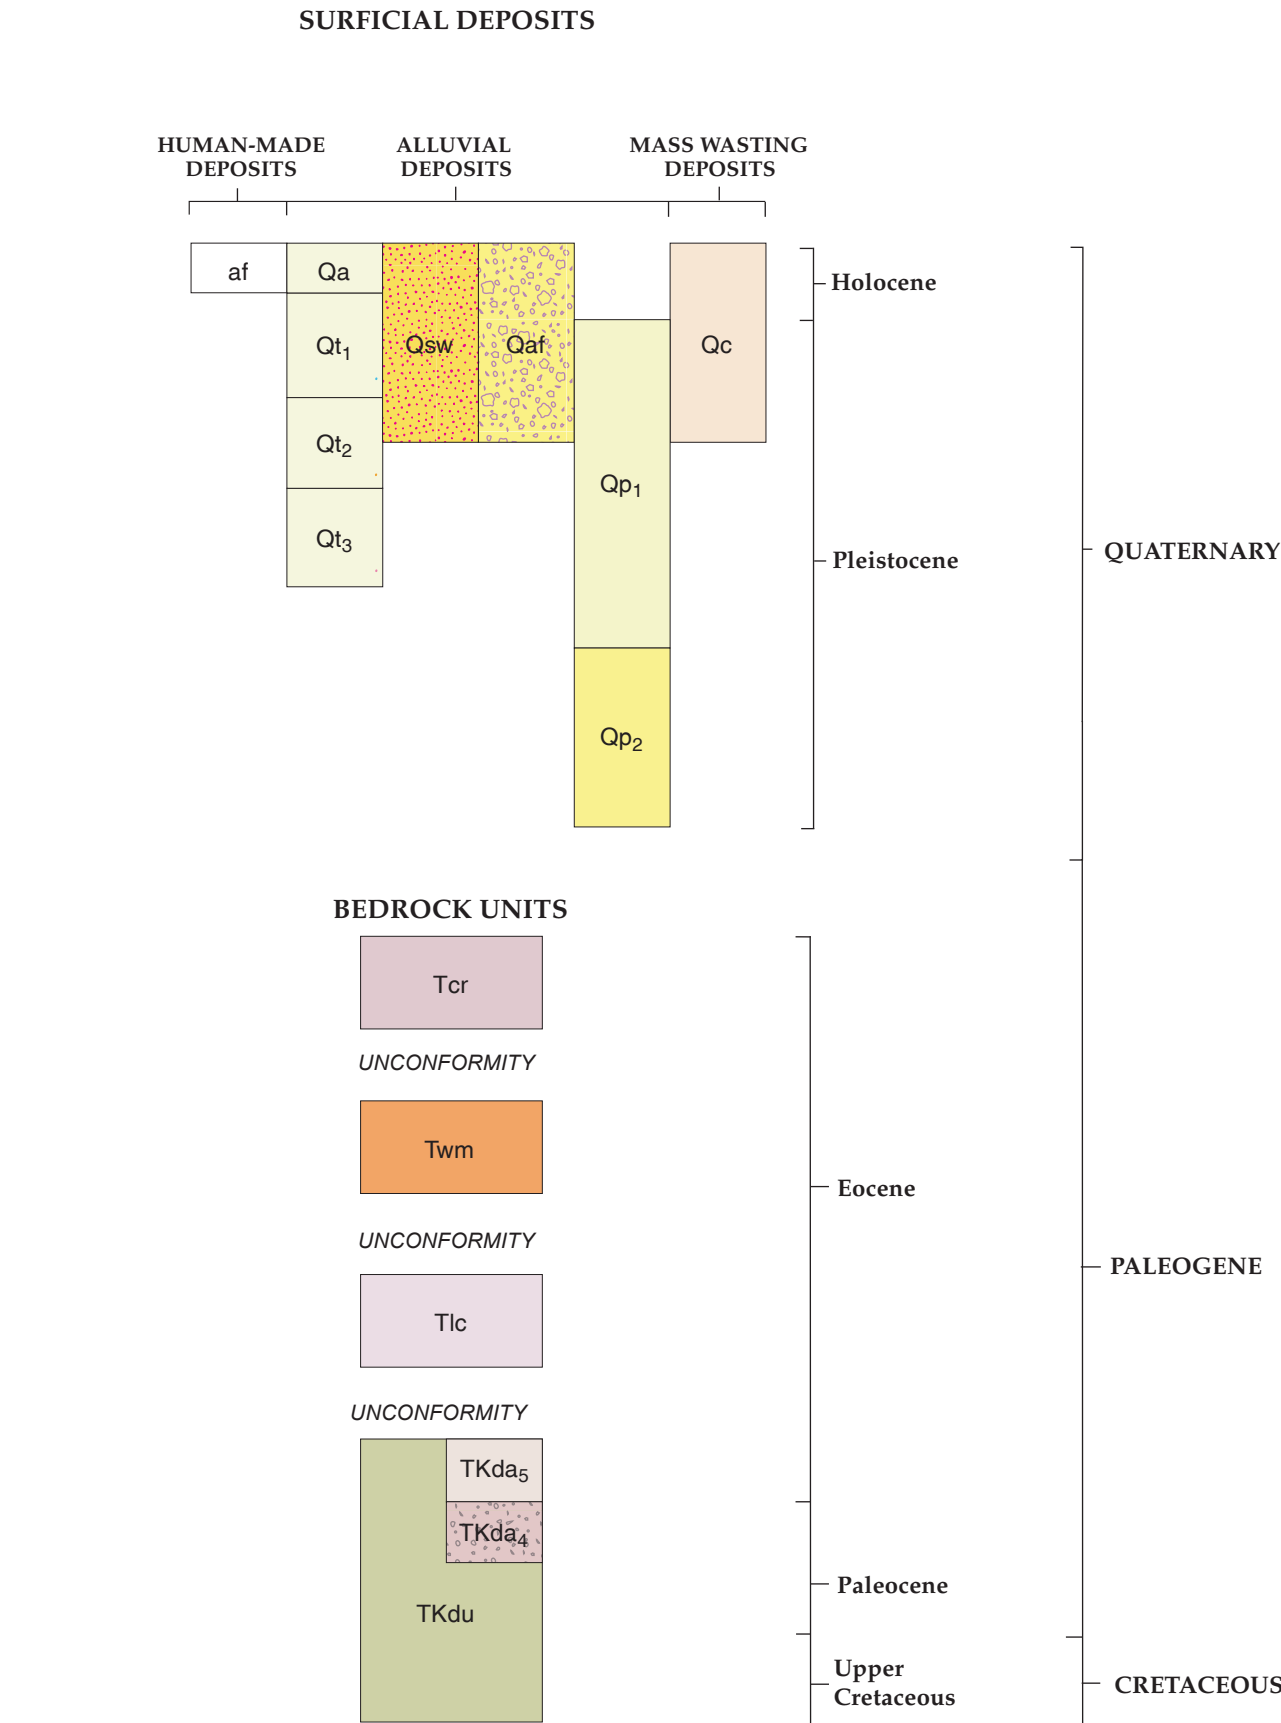 SURFICIAL DEPOSITS
HUMAN-MADE
DEPOSITS
ALLUVIAL
DEPOSITS
MASS WASTING
DEPOSITS
af
Qa
Qt1
Qt2
Qt3
Qsw
Qaf
Qp1
Qp2
Qc
Holocene
Pleistocene
QUATERNARY
BEDROCK UNITS
Tcr
UNCONFORMITY
Twm
UNCONFORMITY
Tlc
UNCONFORMITY
TKda5
TKda4
TKdu
Eocene
Paleocene
Upper
Cretaceous
PALEOGENE
CRETACEOUS